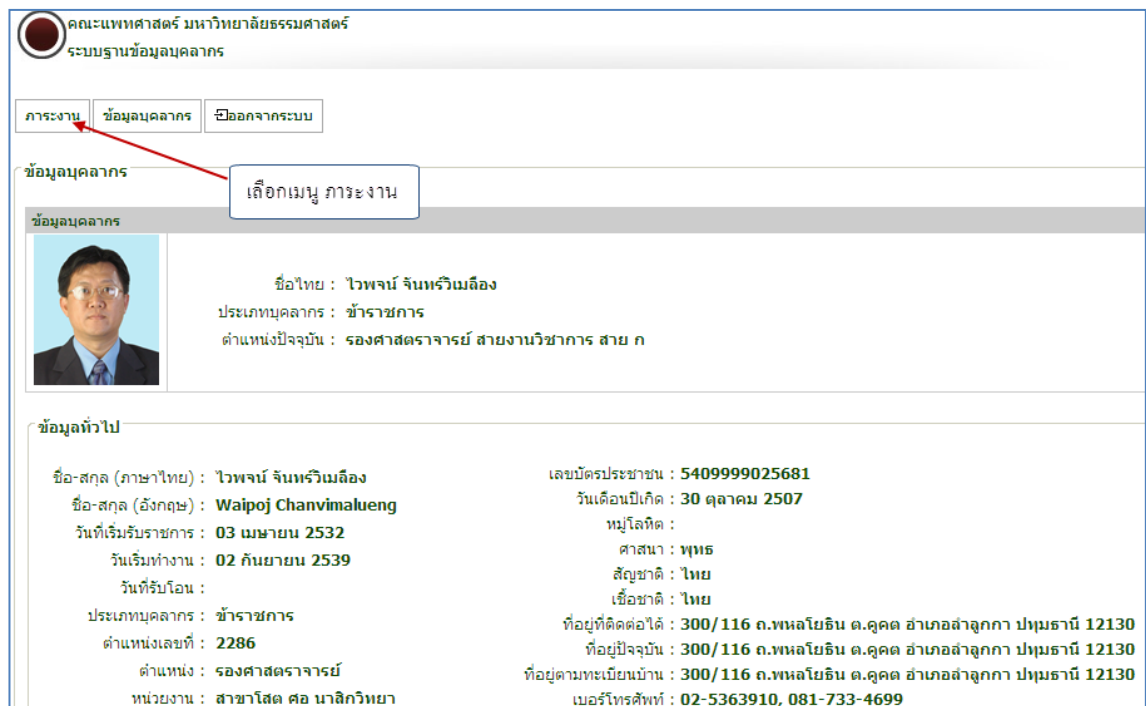 คณะแพทศาสตร์ มหาวิทยาลัยธรรมศาสตร์
ระบบฐานข้อมูลบุคลากร
ภาระงาน ข้อมูลบุคลากร ออกจากระบบ
เลือกเมนู ภาระงาน
ข้อมูลบุคลากร
ข้อมูลบุคลากร
ชื่อไทย : ไวพจน์ จันทร์วิเมลือง
ประเภทบุคลากร : ข้าราชการ
ตำแหน่งปัจจุบัน : รองศาสตราจารย์ สายงานวิชาการ สาย ก
ข้อมูลทั่วไป
ชื่อ-สกุล (ภาษาไทย) : ไวพจน์ จันทร์วิเมลือง
ชื่อ-สกุล (อังกฤษ) : Waipoj Chanvimalueng
วันที่เริ่มรับราชการ : 03 เมษายน 2532
วันเริ่มทำงาน : 02 กันยายน 2539
วันที่รับโอน :
ประเภทบุคลากร : ข้าราชการ
ตำแหน่งเลขที่ : 2286
ตำแหน่ง : รองศาสตราจารย์
หน่วยงาน : สาขาโสต ศอ นาสิกวิทยา
เลขบัตรประชาชน : 5409999025681
วันเดือนปีเกิด : 30 ตุลาคม 2507
หมู่โลหิต :
ศาสนา : พุทธ
สัญชาติ : ไทย
เชื้อชาติ : ไทย
ที่อยู่ที่ติดต่อได้ : 300/116 ถ.พหลโยธิน ต.คูคต อำเภอลำลูกกา ปทุมธานี 12130
ที่อยู่ปัจจุบัน : 300/116 ถ.พหลโยธิน ต.คูคต อำเภอลำลูกกา ปทุมธานี 12130
ที่อยู่ตามทะเบียนบ้าน : 300/116 ถ.พหลโยธิน ต.คูคต อำเภอลำลูกกา ปทุมธานี 12130
เบอร์โทรศัพท์ : 02-5363910, 081-733-4699